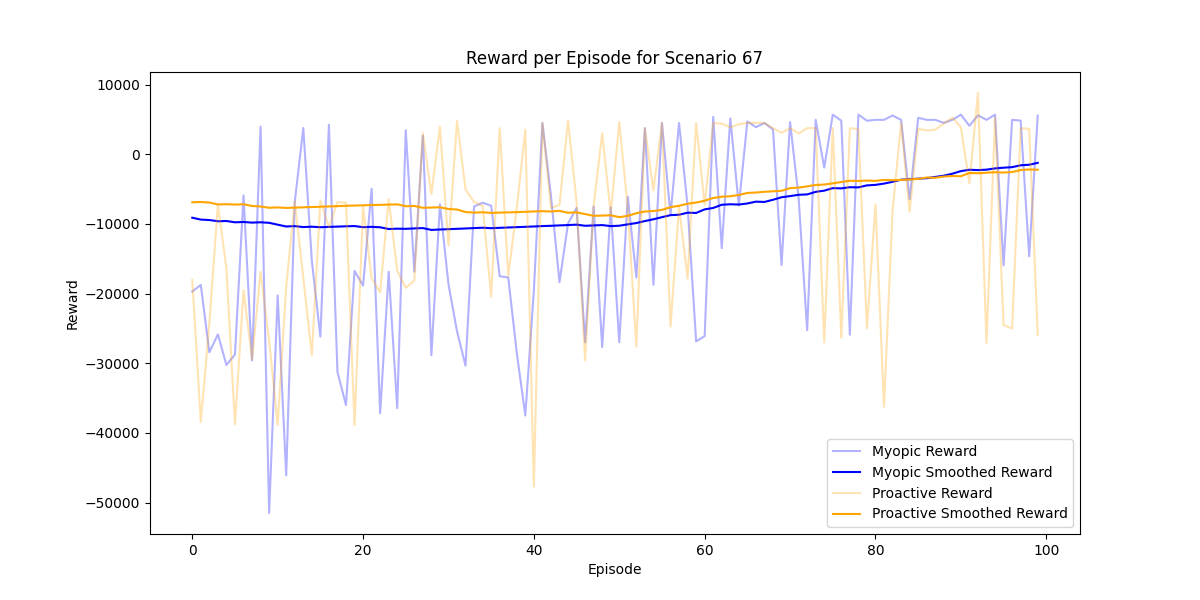 Reward per Episode for Scenario 67
10000
0
−10000
−20000
−30000
−40000
−50000
Reward
0 20 40 60 80 100
Episode
Myopic Reward
Myopic Smoothed Reward
Proactive Reward
Proactive Smoothed Reward